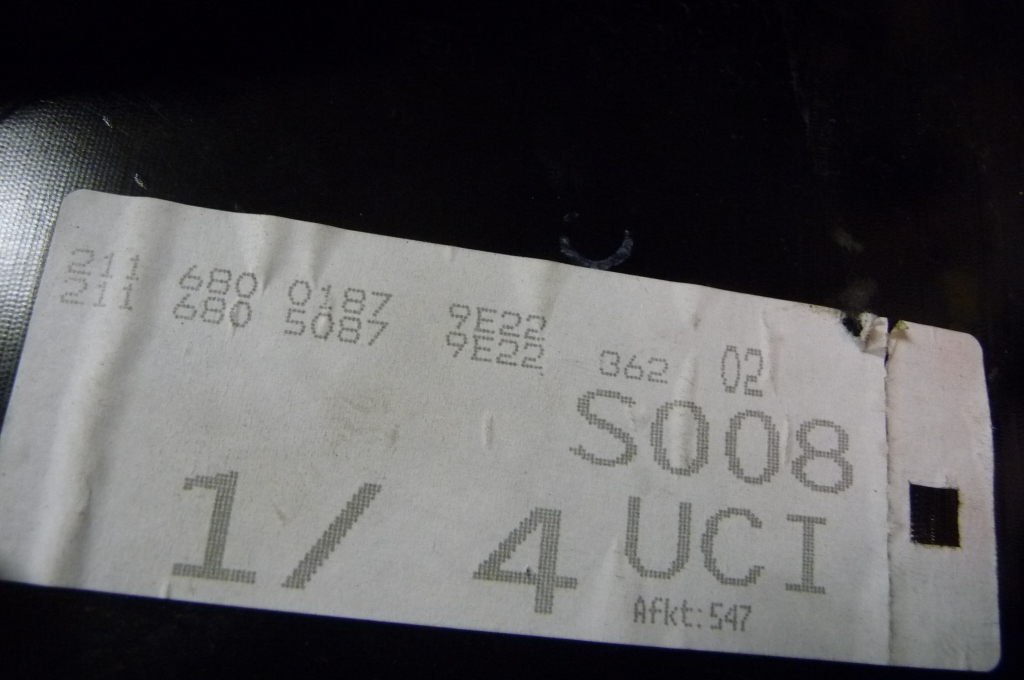 211 680 0187 9E22
211 680 5087 9E22 362 02
S008
1/ 4 UCI
Afkt:547